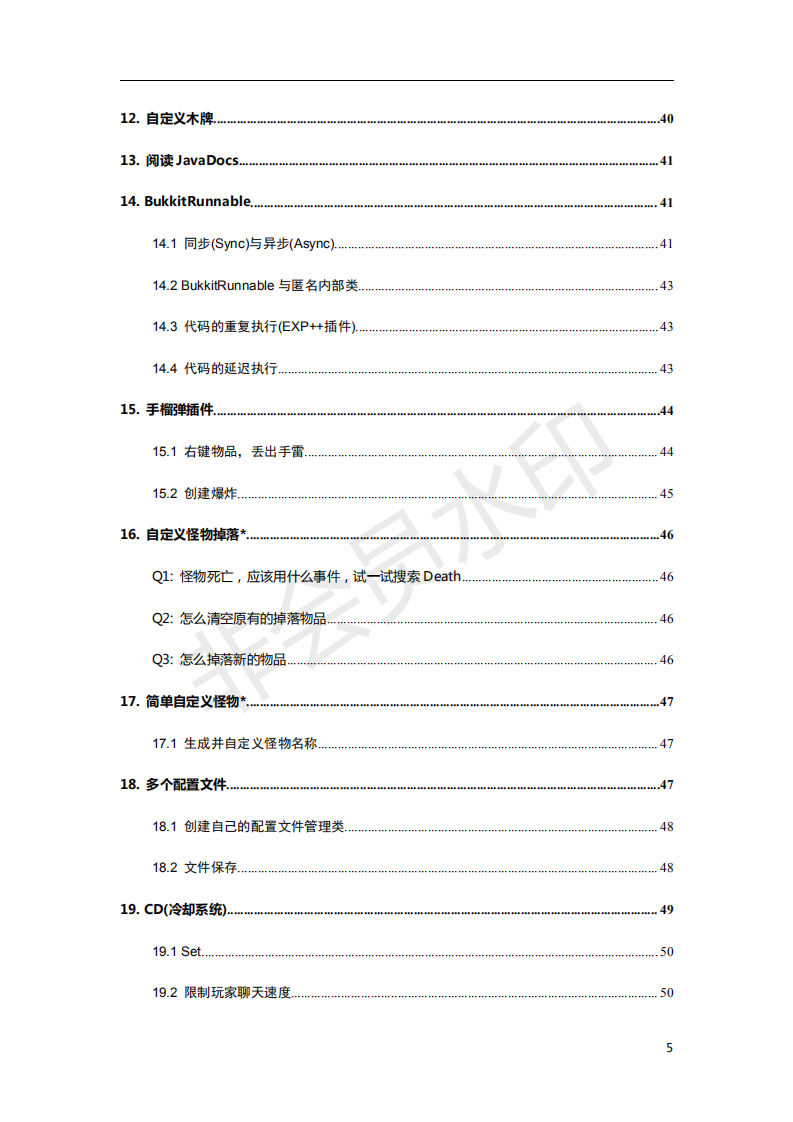 12. 自定义木牌........................................40
13. 阅读 JavaDocs........................................41
14. BukkitRunnable........................................41
14.1 同步(Sync)与异步(Async)........................................41
14.2 BukkitRunnable 与匿名内部类........................................43
14.3 代码的重复执行(EXP++插件)........................................43
14.4 代码的延迟执行........................................43
15. 手榴弹插件........................................44
15.1 右键物品，丢出手雷........................................44
15.2 创建爆炸........................................45
16. 自定义怪物掉落*........................................46
Q1: 怪物死亡，应该用什么事件，试一试搜索 Death........................................46
Q2: 怎么清空原有的掉落物品........................................46
Q3: 怎么掉落新的物品........................................46
17. 简单自定义怪物*........................................47
17.1 生成并自定义怪物名称........................................47
18. 多个配置文件........................................47
18.1 创建自己的配置文件管理类........................................48
18.2 文件保存........................................48
19. CD(冷却系统)........................................49
19.1 Set........................................50
19.2 限制玩家聊天速度........................................50
5
非会员水印